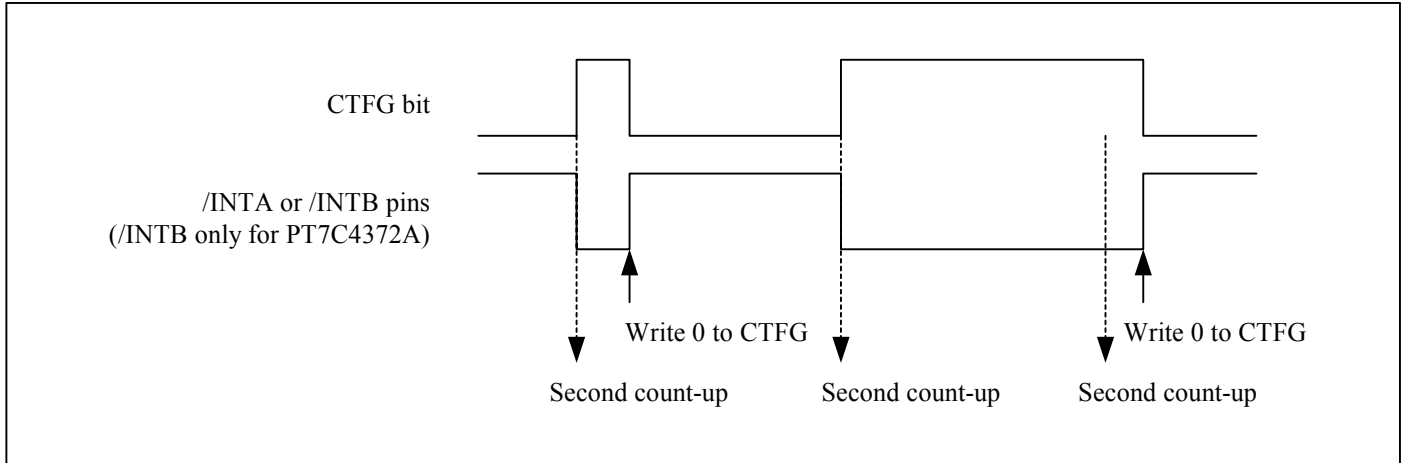 CTFG bit
/INTA or /INTB pins
(/INTB only for PT7C4372A)
Write 0 to CTFG
Write 0 to CTFG
Second count-up
Second count-up
Second count-up